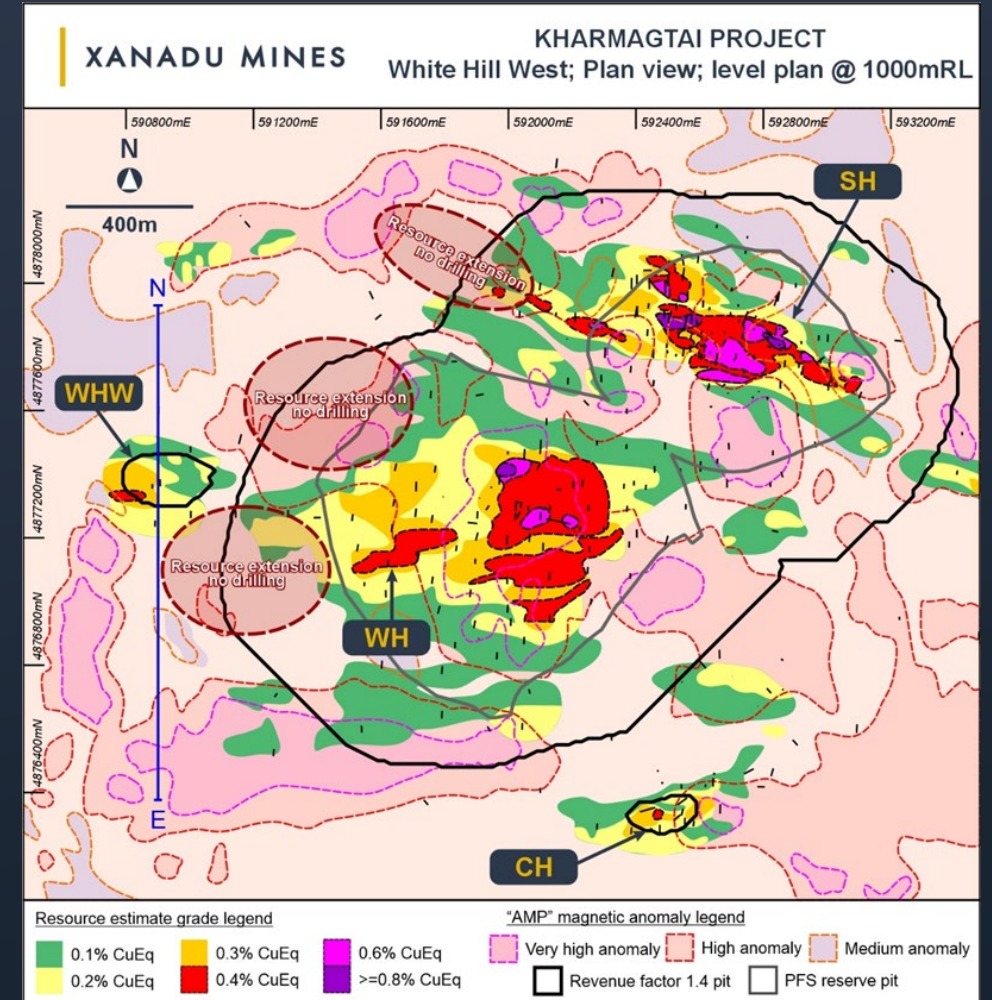 XANADU MINES
KHARMAGTAI PROJECT
White Hill West; Plan view; level plan @ 1000mRL
590800mE
591200mE
591600mE
592000mE
592400mE
592800mE
593200mE
N
400m
4878000mN
4877600mN
4877200mN
4876800mN
4876400mN
SH
Resource extension
no drilling
N
WHW
Resource extension
no drilling
Resource extension
no drilling
WH
E
CH
Resource estimate grade legend
0.1% CuEq
0.2% CuEq
0.3% CuEq
0.4% CuEq
0.6% CuEq
>=0.8% CuEq
“AMP” magnetic anomaly legend
Very high anomaly
High anomaly
Medium anomaly
Revenue factor 1.4 pit
PFS reserve pit